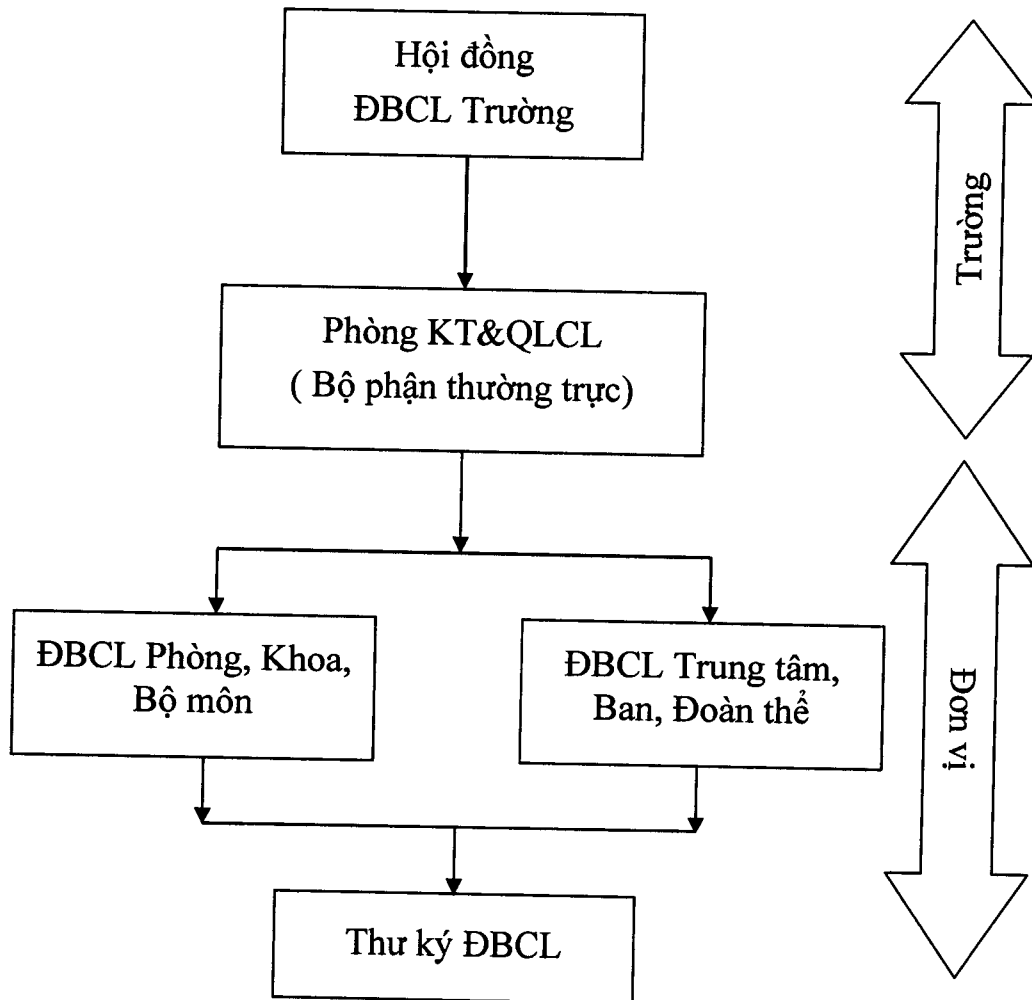 Hội đồng
ĐBCL Trường
Trường
Phòng KT&QLCL
( Bộ phận thường trực)
ĐBCL Phòng, Khoa,
Bộ môn
ĐBCL Trung tâm,
Ban, Đoàn thể
Đơn vị
Thư ký ĐBCL